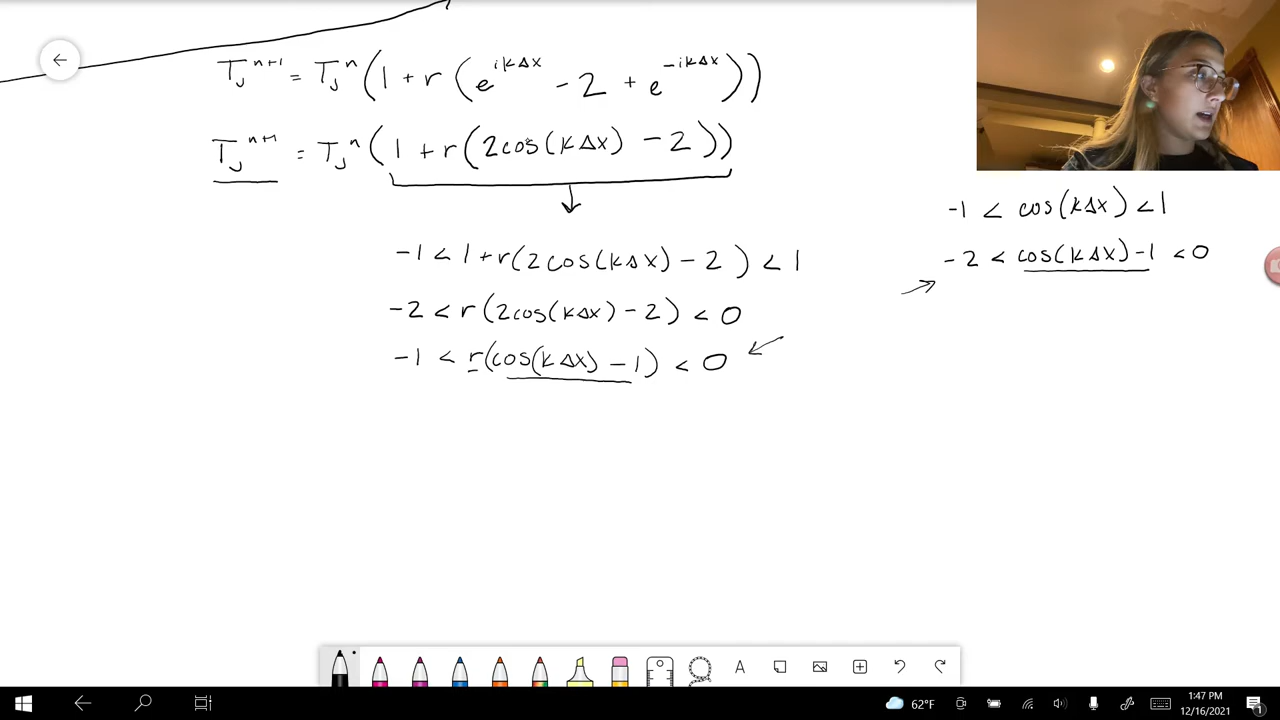 T_j^{n+1} = T_j^n (1 + r (e^{ikΔx} - 2 + e^{-ikΔx}))
T_j^{n+1} = T_j^n (1 + r (2cos(kΔx) - 2))
-1 < cos(kΔx) < 1
-2 < cos(kΔx) - 1 < 0
-1 < 1 + r(2cos(kΔx) - 2) < 1
-2 < r(2cos(kΔx) - 2) < 0
-1 < r(cos(kΔx) - 1) < 0
A
62°F
1:47 PM
12/16/2021
1